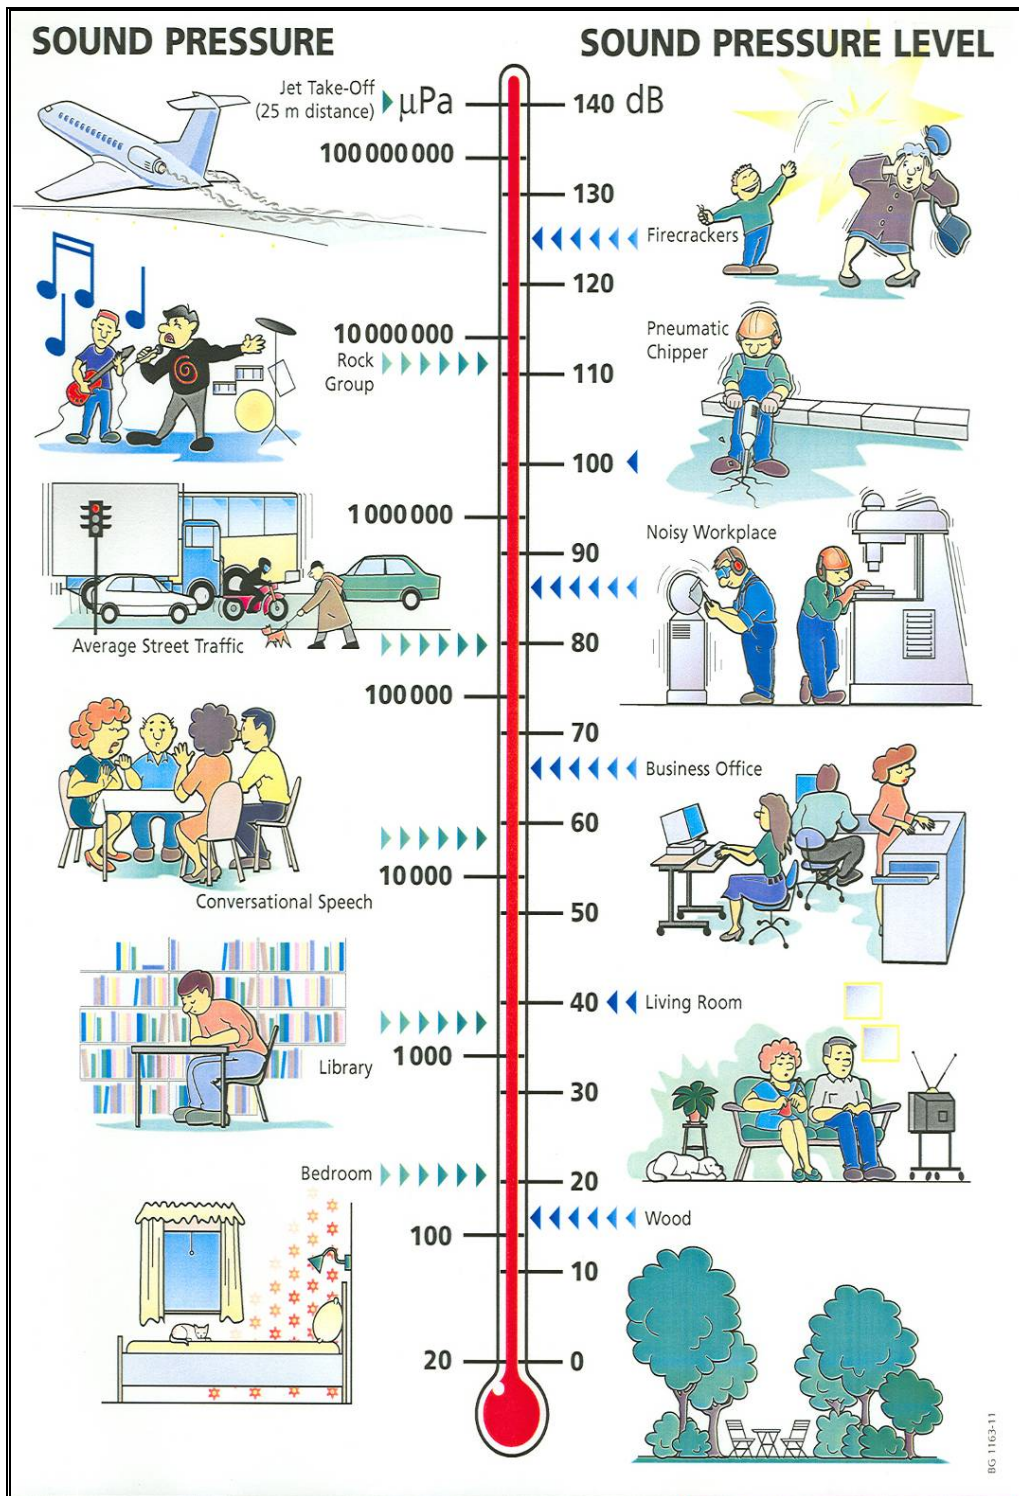 SOUND PRESSURE
SOUND PRESSURE LEVEL
Jet Take-Off
(25 m distance)
μPa
140 dB
100 000 000
130
Firecrackers
120
10 000 000
Pneumatic
Chipper
Rock
Group
110
100
1 000 000
Noisy Workplace
90
Average Street Traffic
80
100 000
70
Business Office
60
10 000
Conversational Speech
50
40
Living Room
1 000
Library
30
Bedroom
20
Wood
100
10
20
0
BG 1163-11